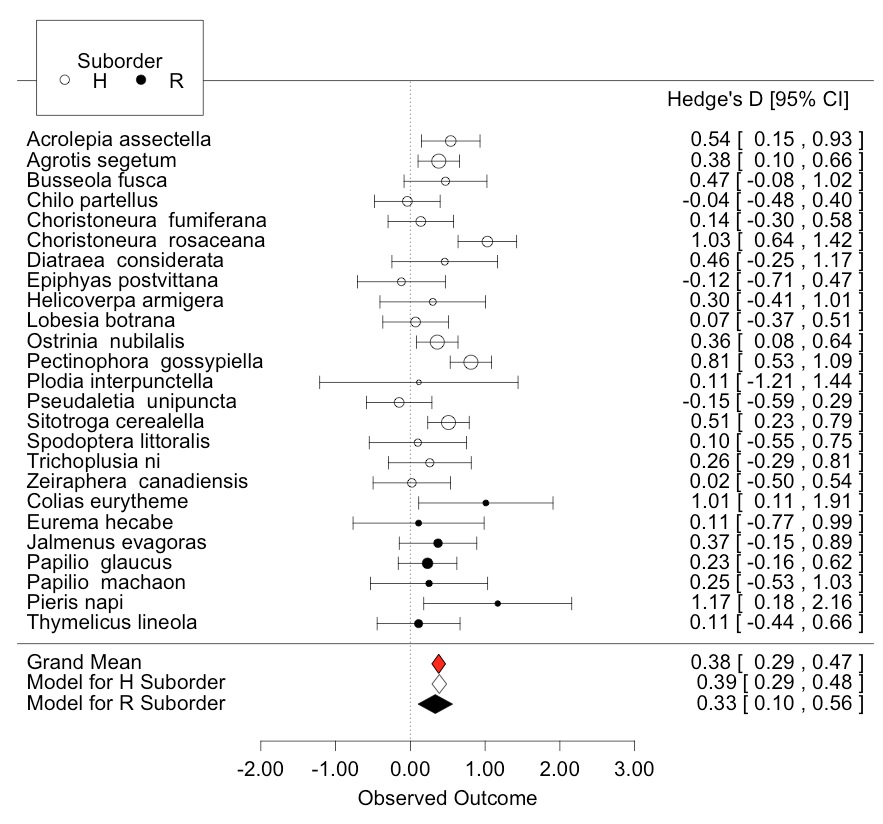 Suborder
H R
Hedge's D [95% CI]
Acrolepia assectella 0.54 [ 0.15 , 0.93 ]
Agrotis segetum 0.38 [ 0.10 , 0.66 ]
Busseola fusca 0.47 [ -0.08 , 1.02 ]
Chilo partellus -0.04 [ -0.48 , 0.40 ]
Choristoneura fumiferana 0.14 [ -0.30 , 0.58 ]
Choristoneura rosaceana 1.03 [ 0.64 , 1.42 ]
Diatraea considerata 0.46 [ -0.25 , 1.17 ]
Epiphyas postvittana -0.12 [ -0.71 , 0.47 ]
Helicoverpa armigera 0.30 [ -0.41 , 1.01 ]
Lobesia botrana 0.07 [ -0.37 , 0.51 ]
Ostrinia nubilalis 0.36 [ 0.08 , 0.64 ]
Pectinophora gossypiella 0.81 [ 0.53 , 1.09 ]
Plodia interpunctella 0.11 [ -1.21 , 1.44 ]
Pseudaletia unipuncta -0.15 [ -0.59 , 0.29 ]
Sitotroga cerealella 0.51 [ 0.23 , 0.79 ]
Spodoptera littoralis 0.10 [ -0.55 , 0.75 ]
Trichoplusia ni 0.26 [ -0.29 , 0.81 ]
Zeiraphera canadiensis 0.02 [ -0.50 , 0.54 ]
Colias eurytheme 1.01 [ 0.11 , 1.91 ]
Eurema hecabe 0.11 [ -0.77 , 0.99 ]
Jalmenus evagoras 0.37 [ -0.15 , 0.89 ]
Papilio glaucus 0.23 [ -0.16 , 0.62 ]
Papilio machaon 0.25 [ -0.53 , 1.03 ]
Pieris napi 1.17 [ 0.18 , 2.16 ]
Thymelicus lineola 0.11 [ -0.44 , 0.66 ]
Grand Mean 0.38 [ 0.29 , 0.47 ]
Model for H Suborder 0.39 [ 0.29 , 0.48 ]
Model for R Suborder 0.33 [ 0.10 , 0.56 ]
-2.00 -1.00 0.00 1.00 2.00 3.00
Observed Outcome